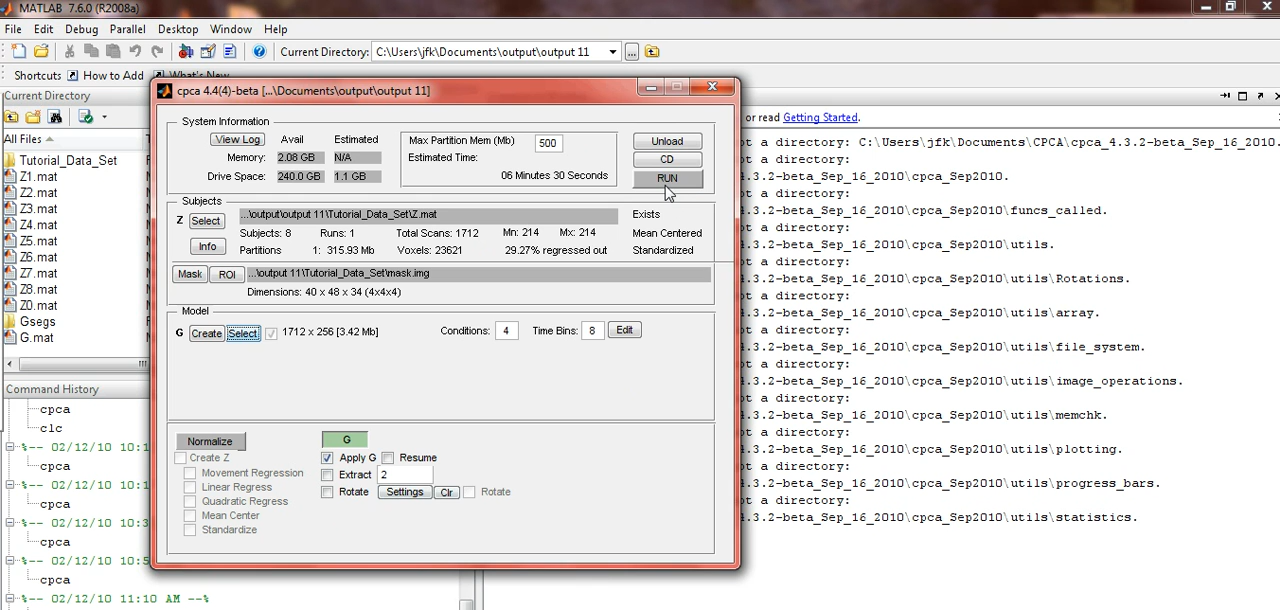 MATLAB 7.6.0 (R2008a)
File Edit Debug Parallel Desktop Window Help
Current Directory: C:\Users\jfk\Documents\output\output 11 ...
Shortcuts How to Add What's New
Current Directory
All Files
Tutorial_Data_Set
Z1.mat
Z2.mat
Z3.mat
Z4.mat
Z5.mat
Z6.mat
Z7.mat
Z8.mat
Z0.mat
Gsegs
G.mat
Command History
cpca
clc
%-- 02/12/10 10:1
cpca
%-- 02/12/10 10:1
cpca
%-- 02/12/10 10:3
cpca
%-- 02/12/10 10:5
cpca
%-- 02/12/10 11:10 AM --%
cpca 4.4(4)-beta [...\Documents\output\output 11]
System Information
View Log Avail Estimated
Memory: 2.08 GB N/A
Drive Space: 240.0 GB 1.1 GB
Max Partition Mem (Mb) 500
Estimated Time:
06 Minutes 30 Seconds
Unload
CD
RUN
Subjects
Z Select ...\output\output 11\Tutorial_Data_Set\Z.mat Exists
Subjects: 8 Runs: 1 Total Scans: 1712 Mn: 214 Mx: 214 Mean Centered
Info Partitions 1: 315.93 Mb Voxels: 23621 29.27% regressed out Standardized
Mask ROI ...\output 11\Tutorial_Data_Set\mask.img
Dimensions: 40 x 48 x 34 (4x4x4)
Model
G Create Select 1712 x 256 [3.42 Mb] Conditions: 4 Time Bins: 8 Edit
Normalize G
Create Z Apply G Resume
Movement Regression Extract 2
Linear Regress Rotate Settings Clr Rotate
Quadratic Regress
Mean Center
Standardize
or read Getting Started.
ot a directory: C:\Users\jfk\Documents\CPCA\cpca_4.3.2-beta_Sep_16_2010.
ot a directory:
4.3.2-beta_Sep_16_2010\cpca_Sep2010.
ot a directory:
4.3.2-beta_Sep_16_2010\cpca_Sep2010\funcs_called.
ot a directory:
4.3.2-beta_Sep_16_2010\cpca_Sep2010\utils.
ot a directory:
4.3.2-beta_Sep_16_2010\cpca_Sep2010\utils\Rotations.
ot a directory:
4.3.2-beta_Sep_16_2010\cpca_Sep2010\utils\array.
ot a directory:
4.3.2-beta_Sep_16_2010\cpca_Sep2010\utils\file_system.
ot a directory:
4.3.2-beta_Sep_16_2010\cpca_Sep2010\utils\image_operations.
ot a directory:
4.3.2-beta_Sep_16_2010\cpca_Sep2010\utils\memchk.
ot a directory:
4.3.2-beta_Sep_16_2010\cpca_Sep2010\utils\plotting.
ot a directory:
4.3.2-beta_Sep_16_2010\cpca_Sep2010\utils\progress_bars.
ot a directory:
4.3.2-beta_Sep_16_2010\cpca_Sep2010\utils\statistics.